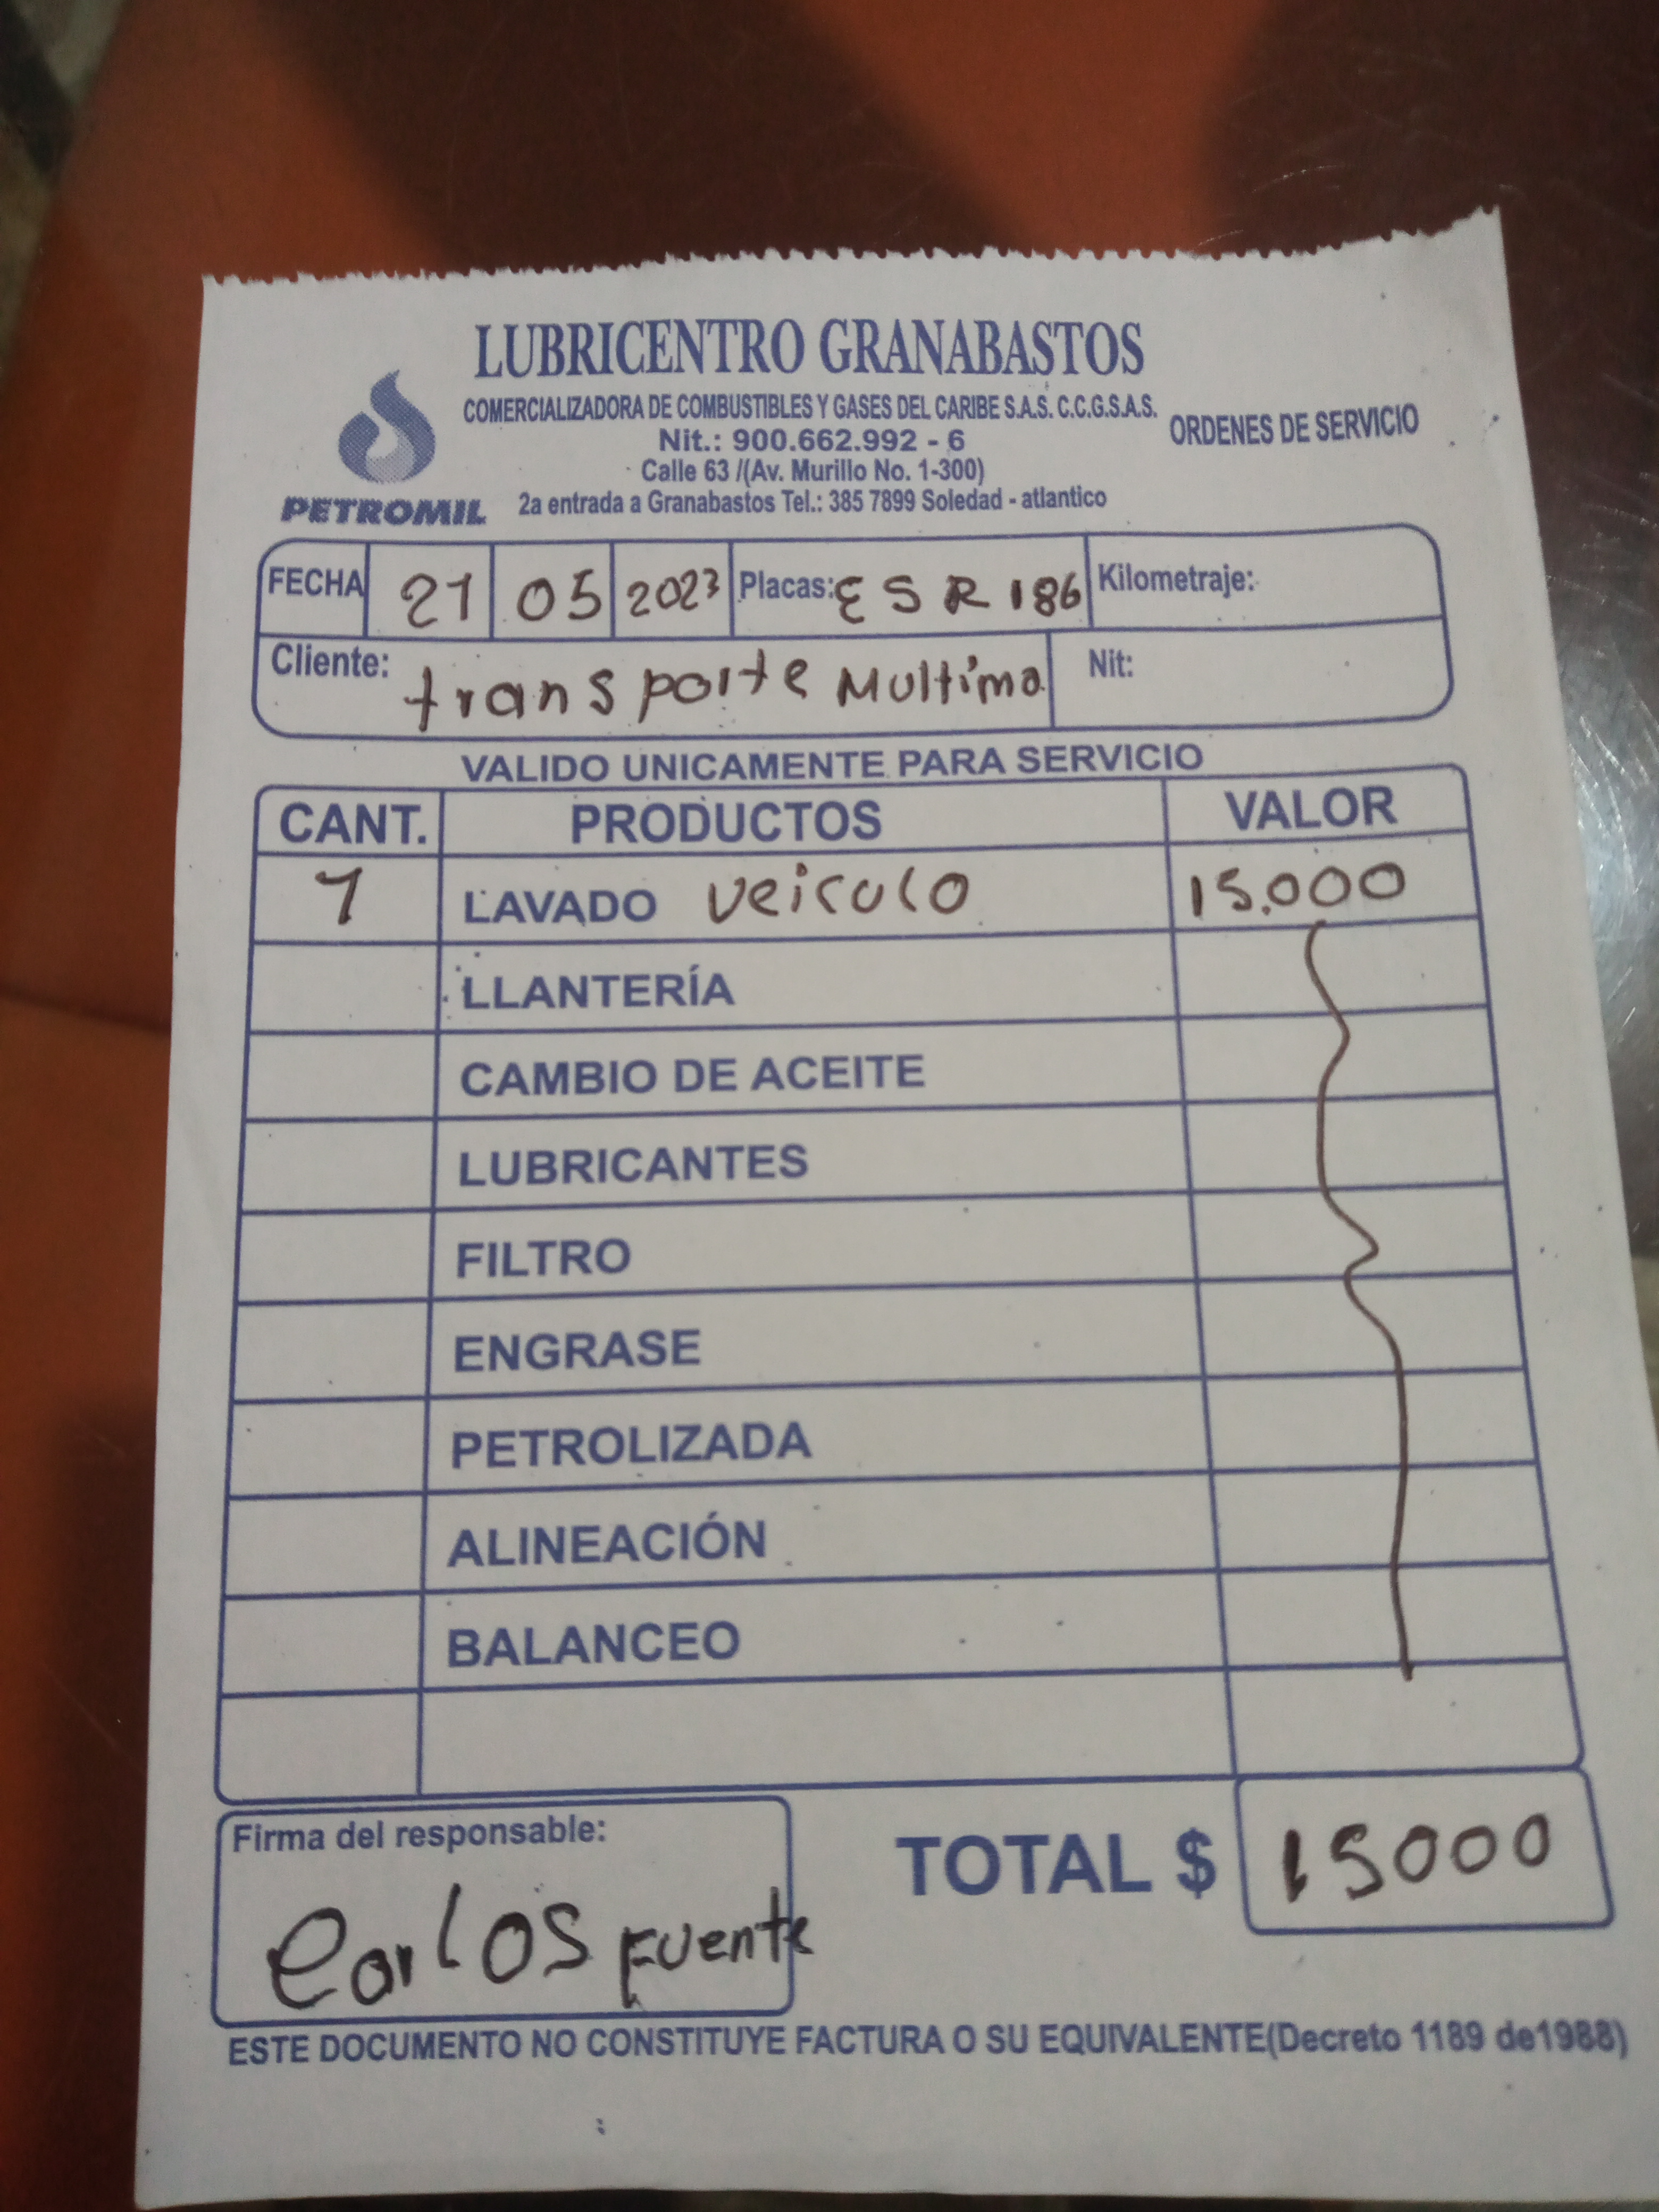 LUBRICENTRO GRANABASTOS
COMERCIALIZADORA DE COMBUSTIBLES Y GASES DEL CARIBE S.A.S. C.C.G.S.A.S.
ORDENES DE SERVICIO
Nit.: 900.662.992 - 6
Calle 63 /(Av. Murillo No. 1-300)
PETROMIL 2a entrada a Granabastos Tel.: 385 7899 Soledad - atlantico
FECHA 21 05 2023 Placas: ESR 186 Kilometraje:
Cliente: transporte Multimo Nit:
VALIDO UNICAMENTE PARA SERVICIO
CANT. PRODUCTOS VALOR
1 LAVADO veiculo 15.000
LLANTERÍA
CAMBIO DE ACEITE
LUBRICANTES
FILTRO
ENGRASE
PETROLIZADA
ALINEACIÓN
BALANCEO
Firma del responsable:
TOTAL $ 15000
Carlos Fuente
ESTE DOCUMENTO NO CONSTITUYE FACTURA O SU EQUIVALENTE(Decreto 1189 de1988)